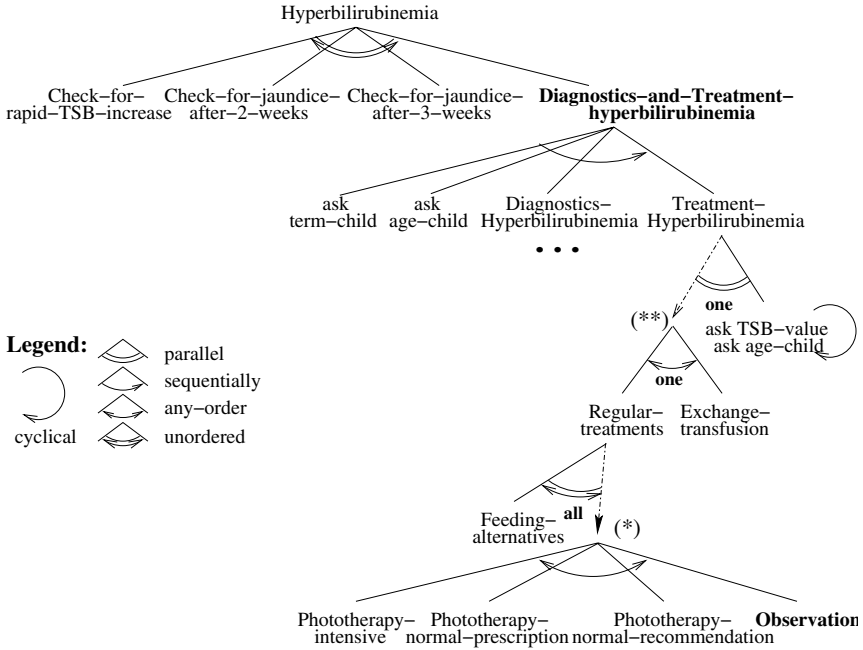 Hyperbilirubinemia
Check–for–
rapid–TSB–increase
Check–for–jaundice–
after–2–weeks
Check–for–jaundice–
after–3–weeks
Diagnostics–and–Treatment–
hyperbilirubinemia
ask
term–child
ask
age–child
Diagnostics–
Hyperbilirubinemia
Treatment–
Hyperbilirubinemia
• • •
one
(**)
ask TSB–value
ask age–child
Legend:
parallel
sequentially
any–order
unordered
cyclical
one
Regular–
treatments
Exchange–
transfusion
all
Feeding–
alternatives
(*)
Phototherapy–
intensive
Phototherapy–
normal–prescription
Phototherapy–
normal–recommendation
Observation